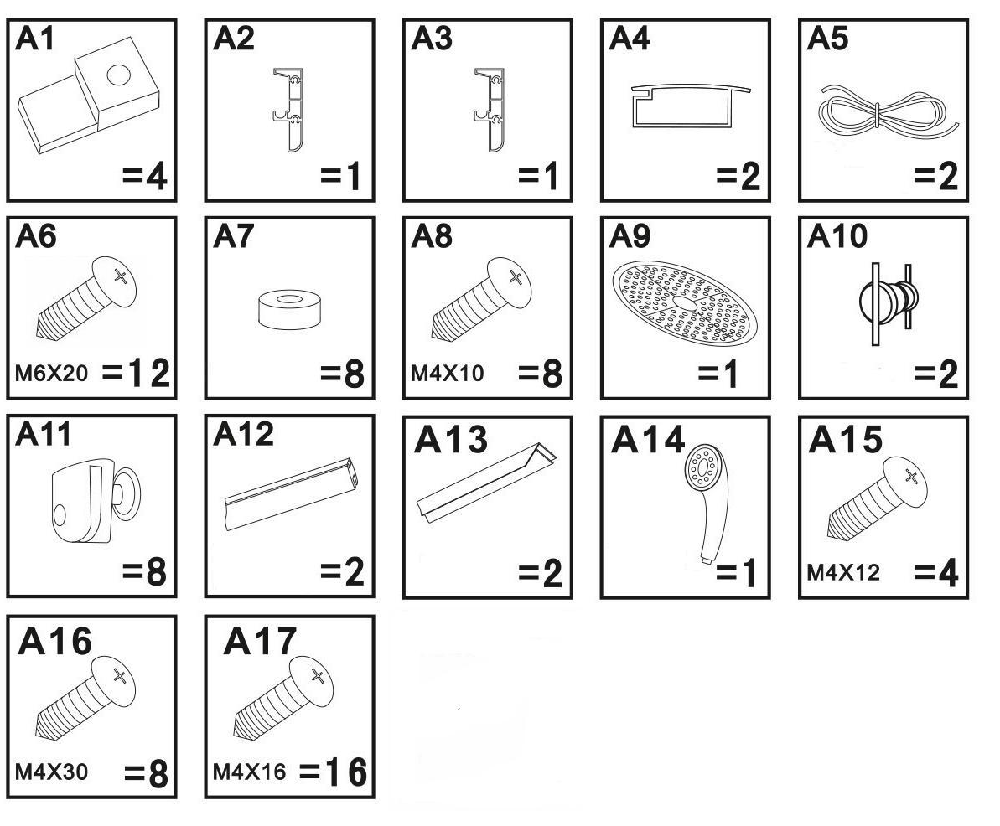 A1
=4
A2
=1
A3
=1
A4
=2
A5
=2
A6
M6X20 =12
A7
=8
A8
M4X10 =8
A9
=1
A10
=2
A11
=8
A12
=2
A13
=2
A14
=1
A15
M4X12 =4
A16
M4X30 =8
A17
M4X16 =16